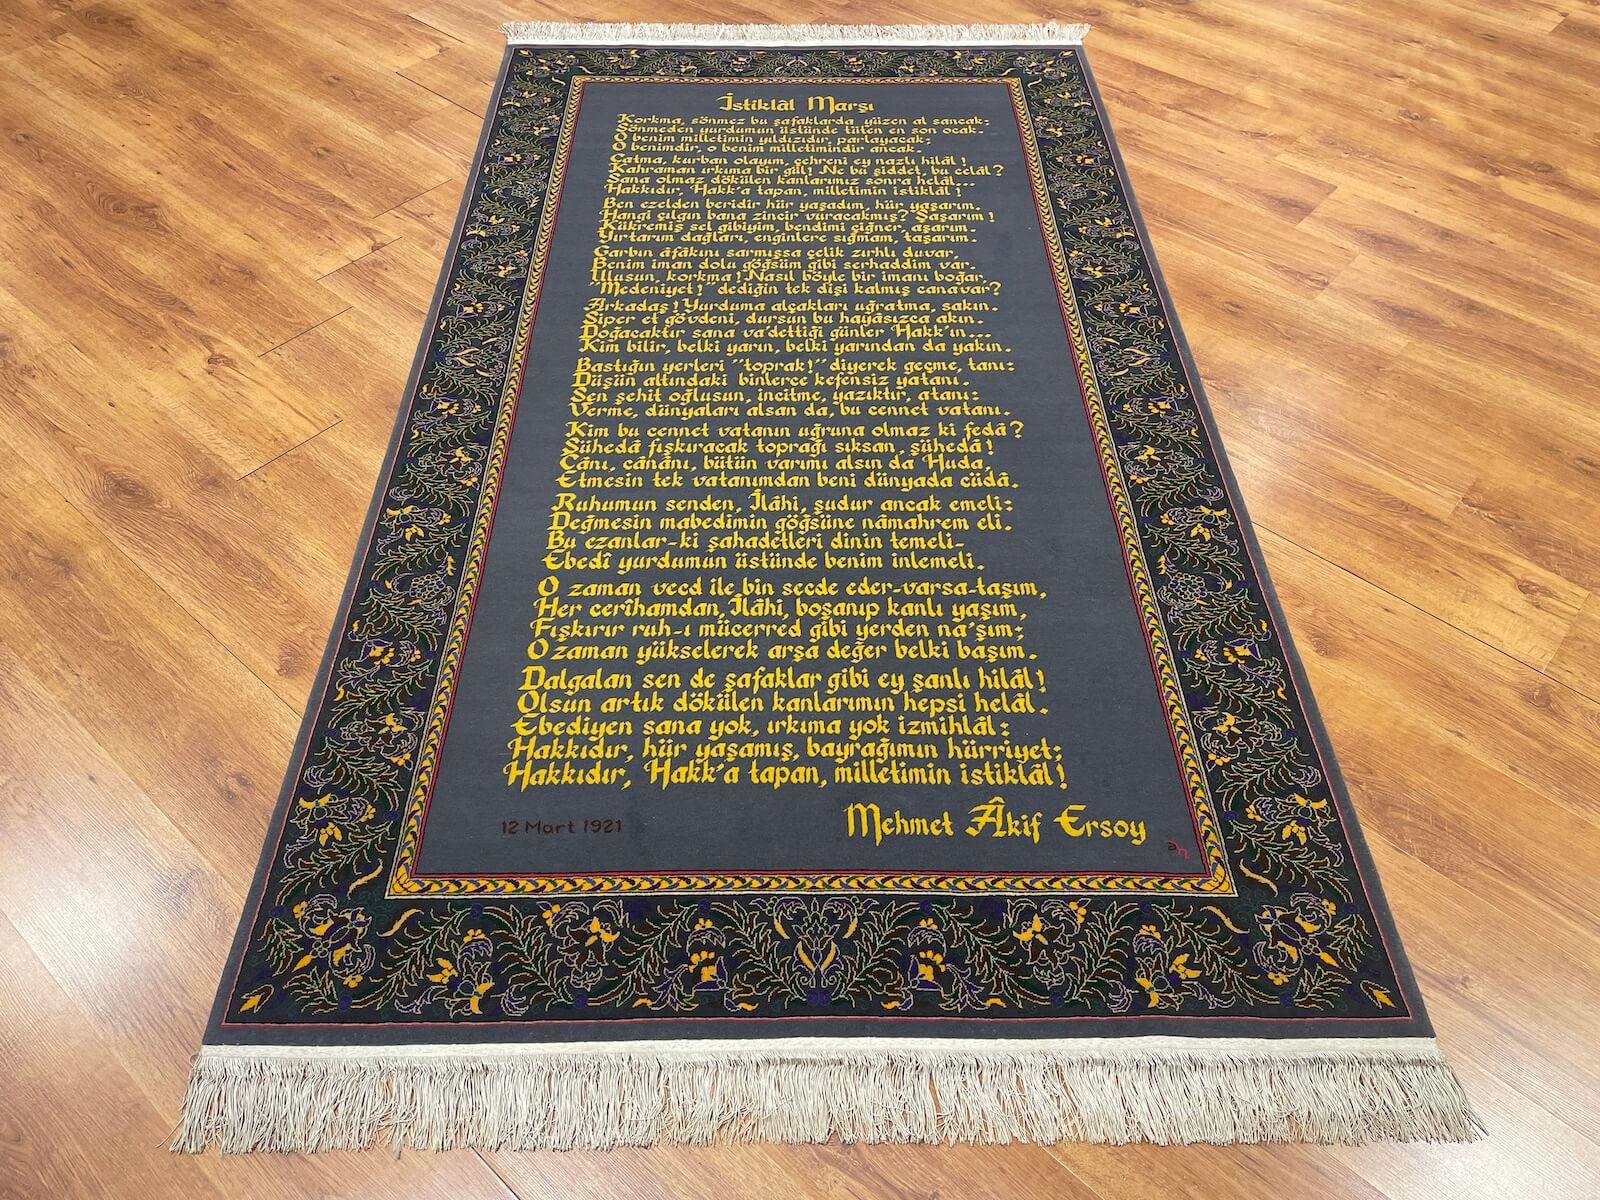 İstiklâl Marşı
Korkma, sönmez bu şafaklarda yüzen al sancak;
Sönmeden yurdumun üstünde tüten en son ocak.
O benim milletimin yıldızıdır, parlayacak;
O benimdir, o benim milletimindir ancak.
Çatma, kurban olayım, çehreni ey nazlı hilâl!
Kahraman ırkıma bir gül! Ne bu şiddet, bu celâl?
Sana olmaz dökülen kanlarımız sonra helâl...
Hakkıdır, Hakk'a tapan, milletimin istiklâl!
Ben ezelden beridir hür yaşadım, hür yaşarım.
Hangi çılgın bana zincir vuracakmış? Şaşarım!
Kükremiş sel gibiyim, bendimi çiğner, aşarım.
Yırtarım dağları, enginlere sığmam, taşarım.
Garbın âfâkını sarmışsa çelik zırhlı duvar,
Benim iman dolu göğsüm gibi serhaddim var.
Ulusun, korkma! Nasıl böyle bir imanı boğar,
"Medeniyet!" dediğin tek dişi kalmış canavar?
Arkadaş! Yurduma alçakları uğratma, sakın.
Siper et gövdeni, dursun bu hayâsızca akın.
Doğacaktır sana va'dettiği günler Hakk'ın...
Kim bilir, belki yarın, belki yarından da yakın.
Bastığın yerleri "toprak!" diyerek geçme, tanı:
Düşün altındaki binlerce kefensiz yatanı.
Sen şehit oğlusun, incitme, yazıktır, atanı:
Verme, dünyaları alsan da, bu cennet vatanı.
Kim bu cennet vatanın uğruna olmaz ki fedâ?
Şühedâ fışkıracak toprağı sıksan, şühedâ!
Cânı, cânânı, bütün varımı alsın da Huda,
Etmesin tek vatanımdan beni dünyada cüdâ.
Ruhumun senden, İlâhi, şudur ancak emeli:
Değmesin mabedimin göğsüne nâmahrem eli.
Bu ezanlar-ki şahadetleri dinin temeli-
Ebedî yurdumun üstünde benim inlemeli.
O zaman vecd ile bin secde eder-varsa-taşım,
Her cerîhamdan, İlâhi, boşanıp kanlı yaşım,
Fışkırır ruh-ı mücerred gibi yerden na'şım;
O zaman yükselerek arşa değer belki başım.
Dalgalan sen de şafaklar gibi ey şanlı hilâl!
Olsun artık dökülen kanlarımın hepsi helâl.
Ebediyen sana yok, ırkıma yok izmihlâl:
Hakkıdır, hür yaşamış, bayrağımın hürriyet;
Hakkıdır, Hakk'a tapan, milletimin istiklâl!
12 Mart 1921
Mehmet Âkif Ersoy